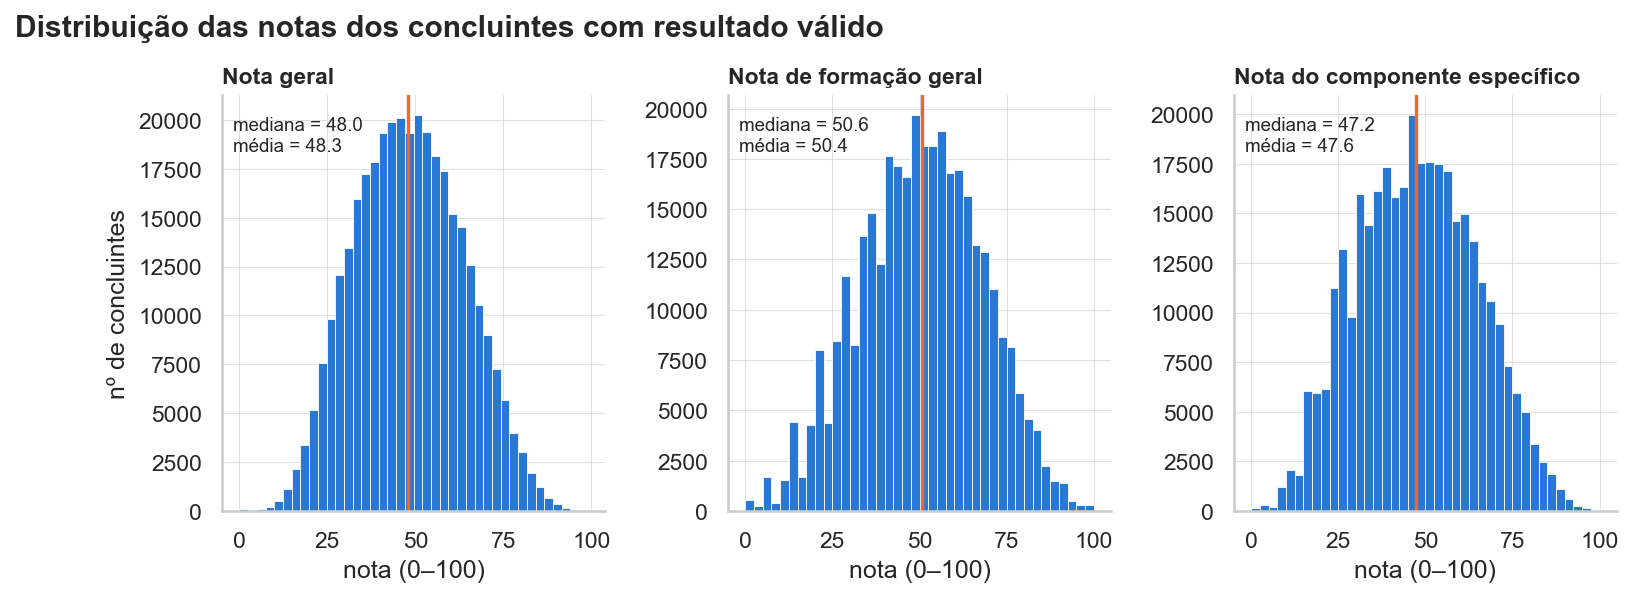 Distribuição das notas dos concluintes com resultado válido
Nota geral
mediana = 48.0
média = 48.3
nº de concluintes
20000
17500
15000
12500
10000
7500
5000
2500
0
0 25 50 75 100
nota (0–100)
Nota de formação geral
mediana = 50.6
média = 50.4
20000
17500
15000
12500
10000
7500
5000
2500
0
0 25 50 75 100
nota (0–100)
Nota do componente específico
mediana = 47.2
média = 47.6
20000
17500
15000
12500
10000
7500
5000
2500
0
0 25 50 75 100
nota (0–100)